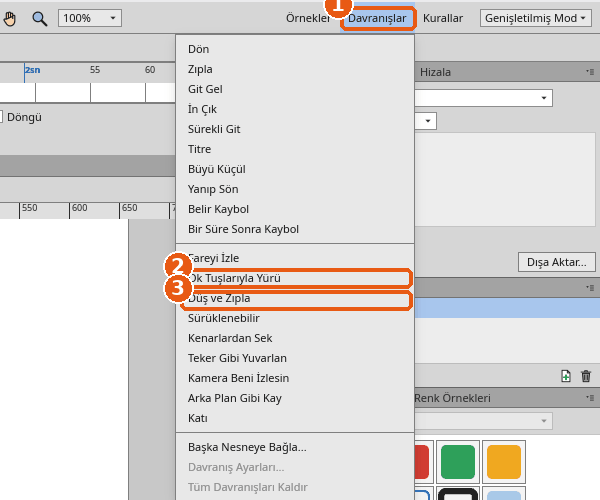 100%
Örnekler
1
Davranışlar
Kurallar
Genişletilmiş Mod
2sn
55
60
Döngü
550
600
650
Dön
Zıpla
Git Gel
İn Çık
Sürekli Git
Titre
Büyü Küçül
Yanıp Sön
Belir Kaybol
Bir Süre Sonra Kaybol
Fareyi İzle
2
Ok Tuşlarıyla Yürü
3
Düş ve Zıpla
Sürüklenebilir
Kenarlardan Sek
Teker Gibi Yuvarlan
Kamera Beni İzlesin
Arka Plan Gibi Kay
Katı
Başka Nesneye Bağla...
Davranış Ayarları...
Tüm Davranışları Kaldır
Hizala
Dışa Aktar...
Renk Örnekleri